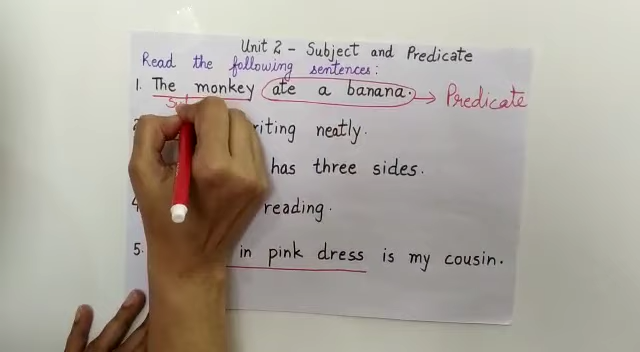 Unit 2 - Subject and Predicate
Read the following sentences:
1. The monkey ate a banana. → Predicate
neatly.
has three sides.
reading.
5. in pink dress is my cousin.